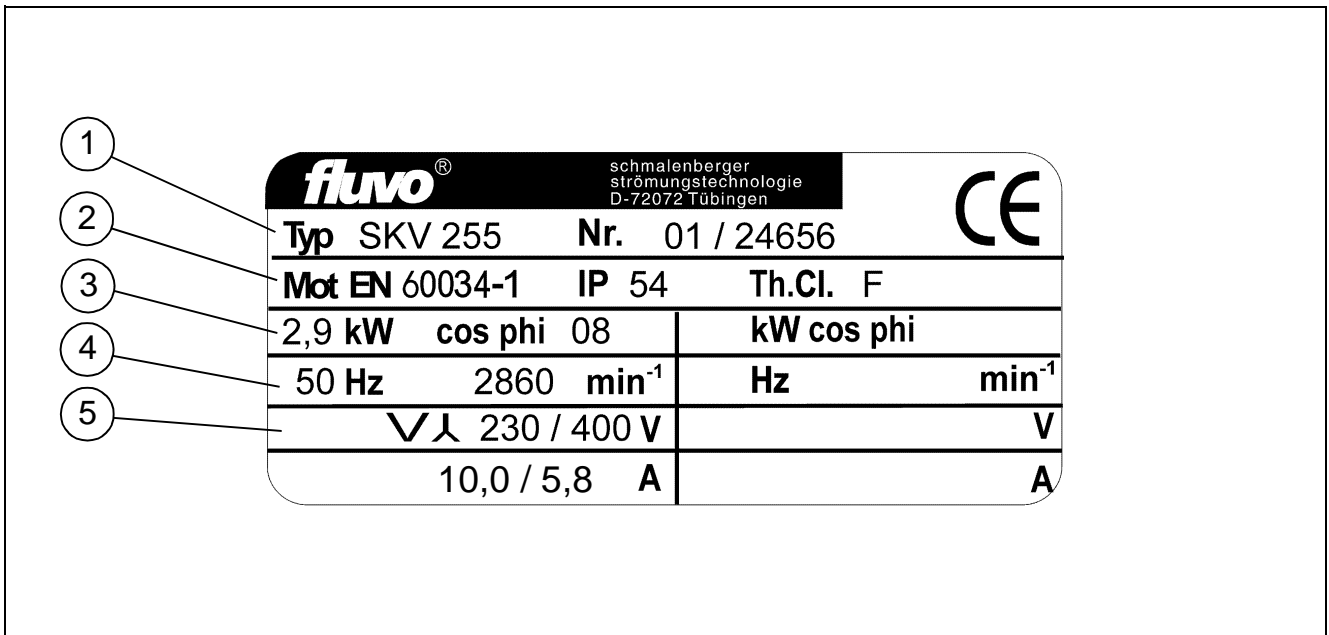 1
2
3
4
5
fluvo®
schmalenberger
strömungstechnologie
D-72072 Tübingen
CE
Typ SKV 255 Nr. 01 / 24656
Mot EN 60034-1 IP 54 Th.Cl. F
2,9 kW cos phi 08 kW cos phi
50 Hz 2860 min⁻¹ Hz min⁻¹
230 / 400 V V
10,0 / 5,8 A A